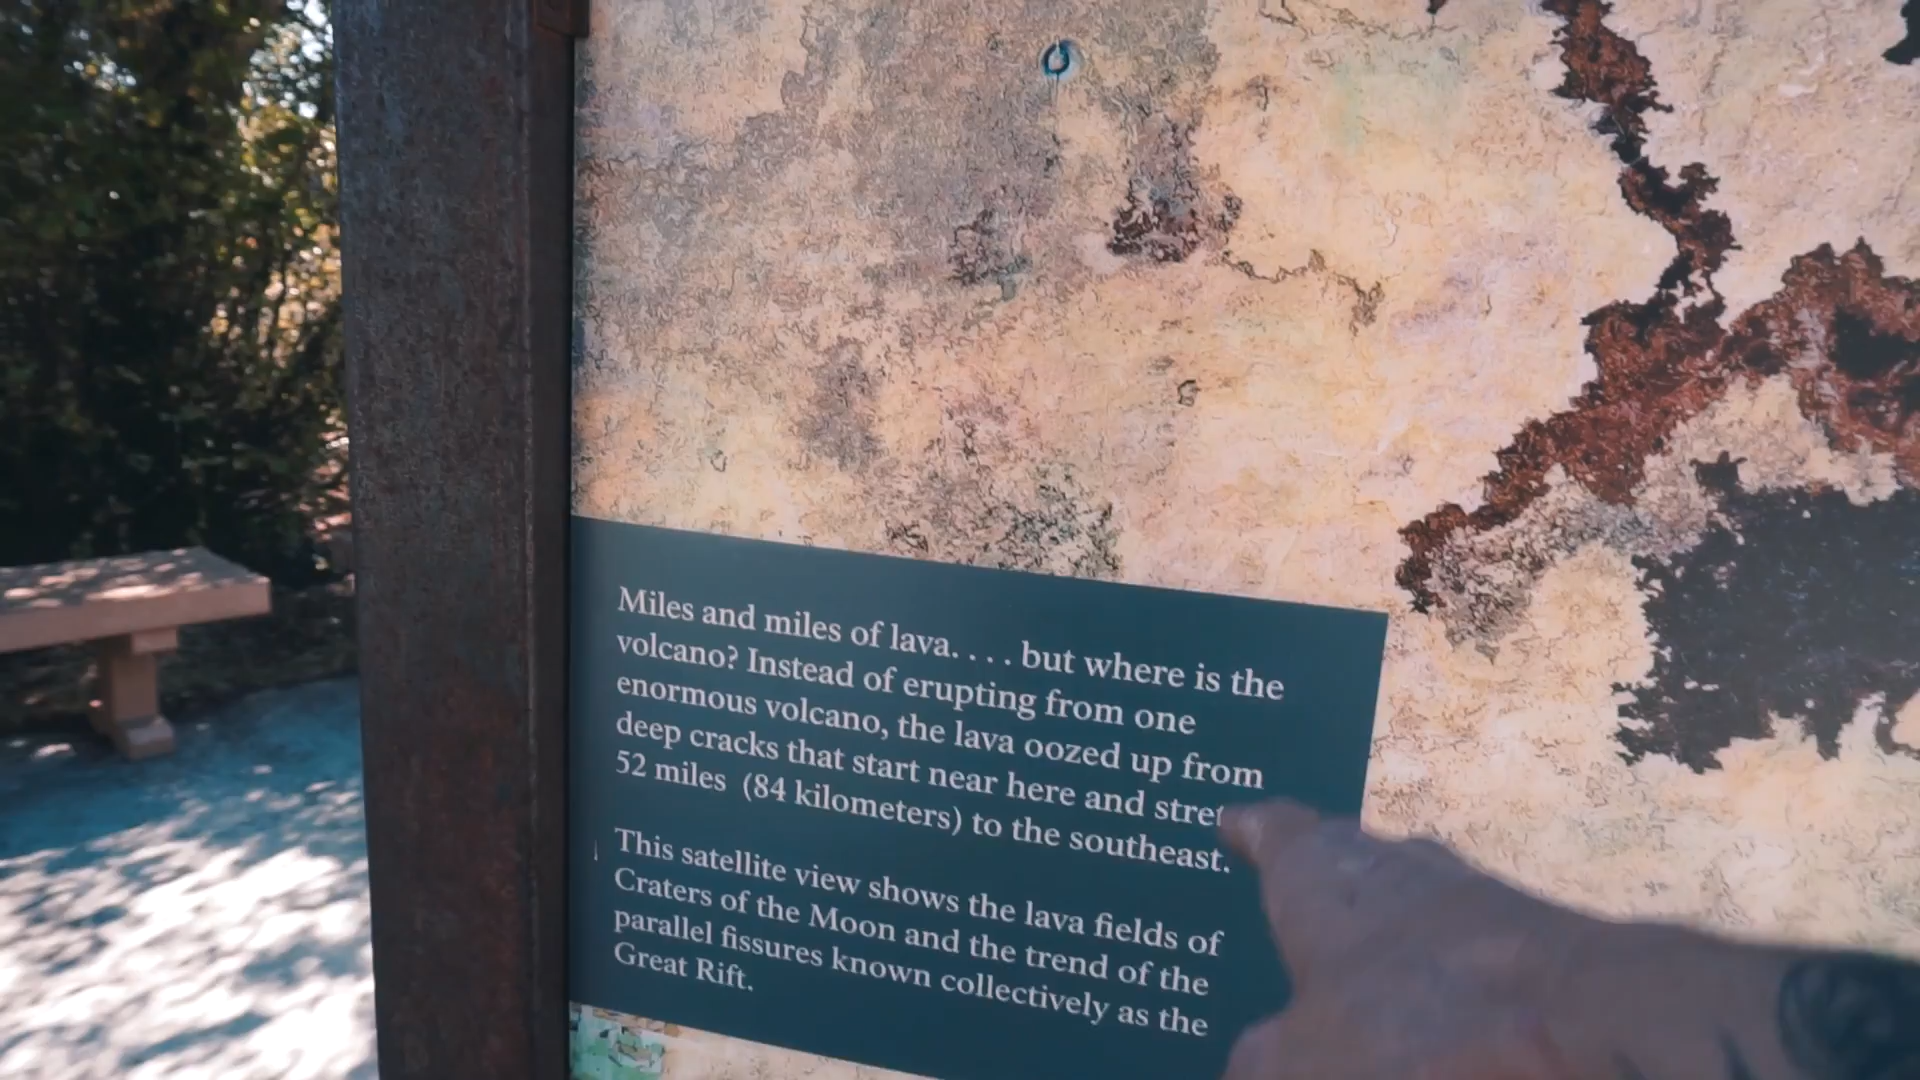 Miles and miles of lava. . . . but where is the
volcano? Instead of erupting from one
enormous volcano, the lava oozed up from
deep cracks that start near here and
52 miles (84 kilometers) to the southeast.
This satellite view shows the lava fields of
Craters of the Moon and the trend of the
parallel fissures known collectively as the
Great Rift.